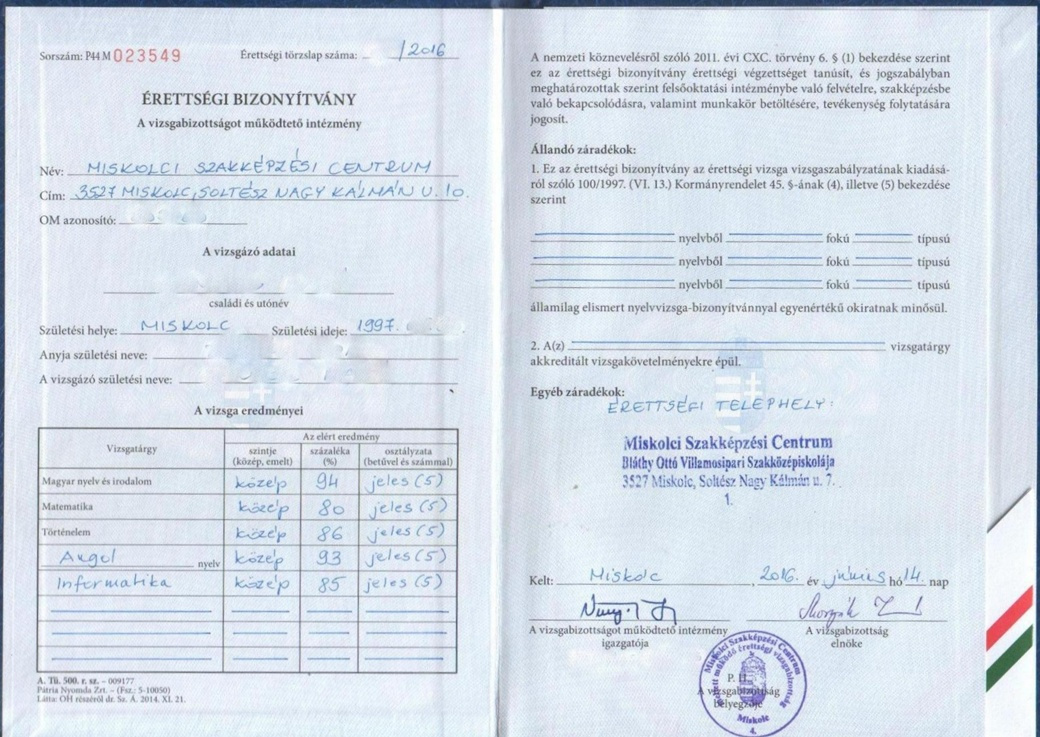 Sorszám: P44 M 023549
Érettségi törzslap száma: /2016
ÉRETTSÉGI BIZONYÍTVÁNY
A vizsgabizottságot működtető intézmény
Név: MISKOLCI SZAKKÉPZÉSI CENTRUM
Cím: 3527 MISKOLC, SOLTÉSZ NAGY KÁLMÁN U. 10.
OM azonosító:
A vizsgázó adatai
családi és utónév
Születési helye: MISKOLC Születési ideje: 1997.
Anyja születési neve:
A vizsgázó születési neve:
A vizsga eredményei
Vizsgatárgy Az elért eredmény
szintje (közép, emelt) százaléka (%) osztályzata (betűvel és számmal)
Magyar nyelv és irodalom közép 94 jeles (5)
Matematika közép 80 jeles (5)
Történelem közép 86 jeles (5)
Angol nyelv közép 93 jeles (5)
Informatika közép 85 jeles (5)
A. Tü. 500. r. sz. – 009177
Pátria Nyomda Zrt. – (Fsz.: 5-10050)
Látta: OH részéről dr. Sz. Á. 2014. XI. 21.
A nemzeti köznevelésről szóló 2011. évi CXC. törvény 6. § (1) bekezdése szerint
ez az érettségi bizonyítvány érettségi végzettséget tanúsít, és jogszabályban
meghatározottak szerint felsőoktatási intézménybe való felvételre, szakképzésbe
való bekapcsolódásra, valamint munkakör betöltésére, tevékenység folytatására
jogosít.
Állandó záradékok:
1. Ez az érettségi bizonyítvány az érettségi vizsga vizsgaszabályzatának kiadásá-
ról szóló 100/1997. (VI. 13.) Kormányrendelet 45. §-ának (4), illetve (5) bekezdése
szerint
nyelvből fokú típusú
nyelvből fokú típusú
nyelvből fokú típusú
államilag elismert nyelvvizsga-bizonyítvánnyal egyenértékű okiratnak minősül.
2. A(z) vizsgatárgy
akkreditált vizsgakövetelményekre épül.
Egyéb záradékok:
ÉRETTSÉGI TELEPHELY:
Miskolci Szakképzési Centrum
Bláthy Ottó Villamosipari Szakközépiskolája
3527 Miskolc, Soltész Nagy Kálmán u. 7.
1.
Kelt: Miskolc, 2016. év június hó 14. nap
A vizsgabizottságot működtető intézmény
igazgatója
A vizsgabizottság
elnöke
P. H.
A vizsgabizottság
bélyegzője
Miskolci Szakképzési Centrum
mellett működő érettségi vizsgabizottság
Miskolc
4.